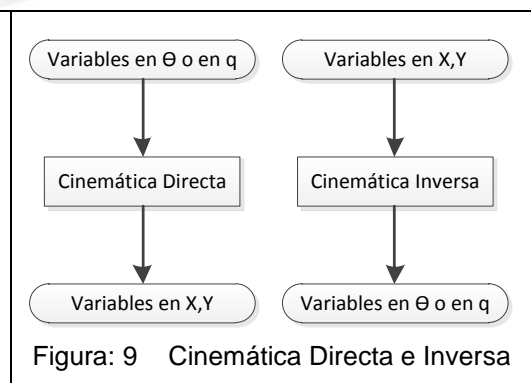 Variables en Ɵ o en q
Cinemática Directa
Variables en X,Y
Variables en X,Y
Cinemática Inversa
Variables en Ɵ o en q
Figura: 9 Cinemática Directa e Inversa